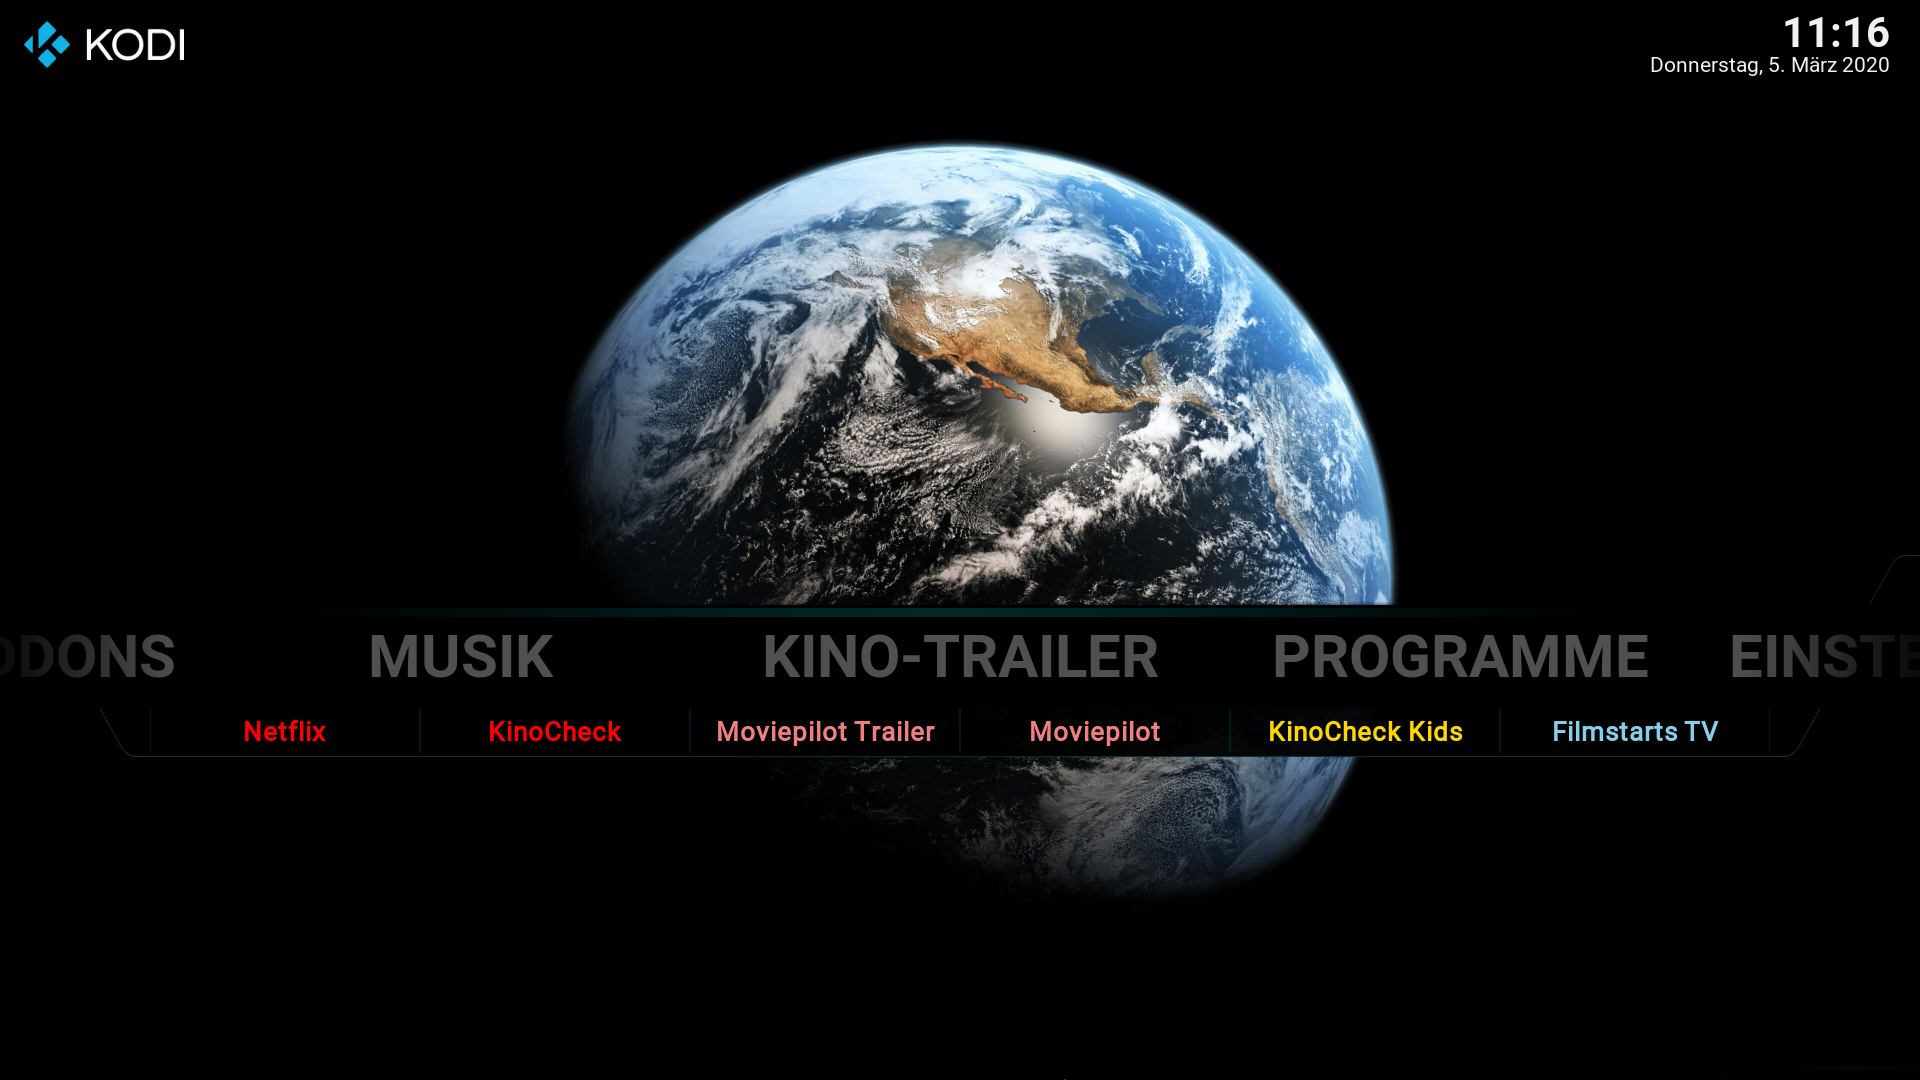 KODI
11:16
Donnerstag, 5. März 2020
DDONS MUSIK KINO-TRAILER PROGRAMME EINSTE
Netflix KinoCheck Moviepilot Trailer Moviepilot KinoCheck Kids Filmstarts TV